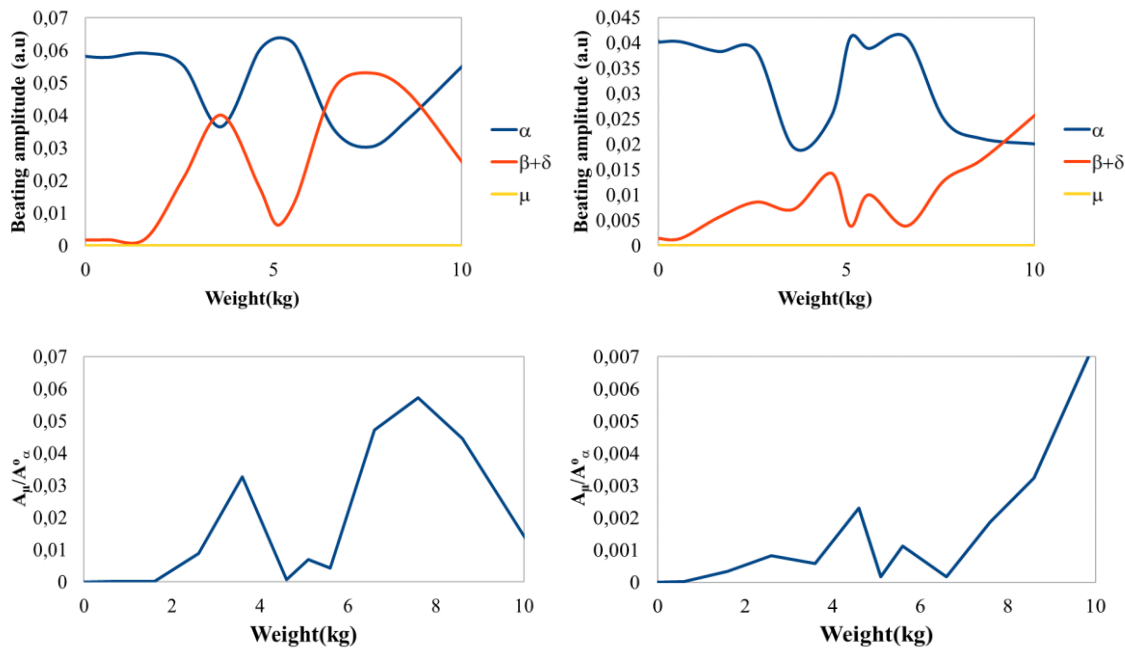 0,07
0,06
0,05
0,04
0,03
0,02
0,01
0
Beating amplitude (a.u)
0 5 10
Weight(kg)
α
β+δ
μ
0,045
0,04
0,035
0,03
0,025
0,02
0,015
0,01
0,005
0
Beating amplitude (a.u)
0 5 10
Weight(kg)
α
β+δ
μ
0,07
0,06
0,05
0,04
0,03
0,02
0,01
0
Aμ/Aºα
0 2 4 6 8 10
Weight(kg)
0,007
0,006
0,005
0,004
0,003
0,002
0,001
0
Aμ/Aºα
0 2 4 6 8 10
Weight(kg)